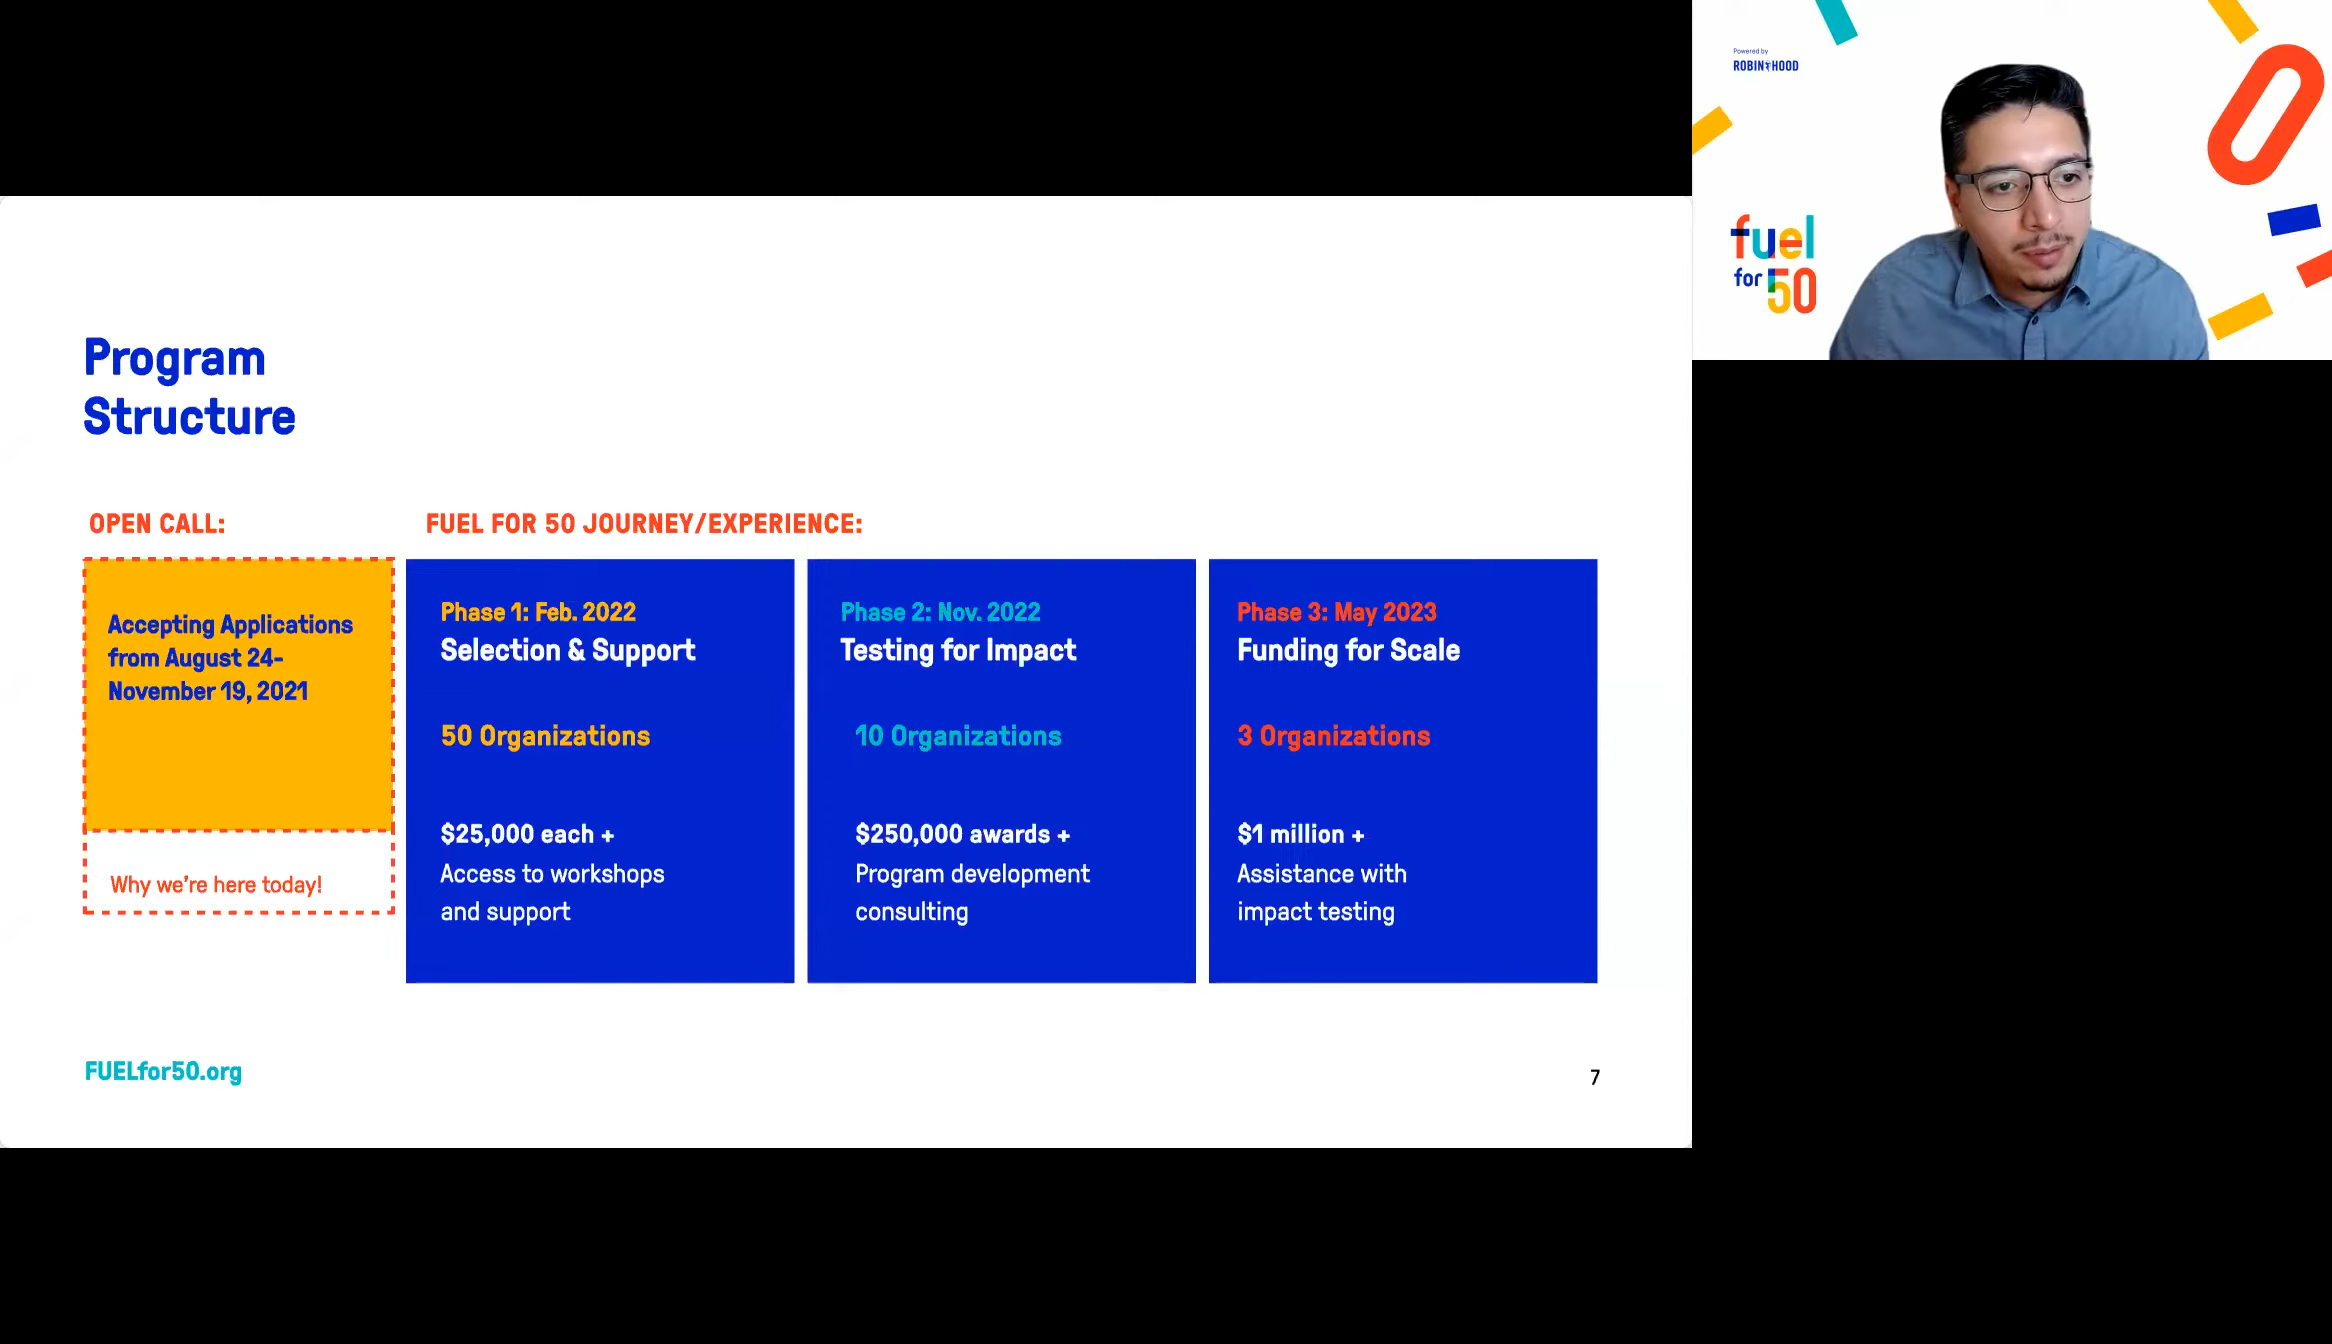 Powered by
ROBIN HOOD
fuel
for 50
Program
Structure
OPEN CALL:
Accepting Applications
from August 24-
November 19, 2021
Why we're here today!
FUEL FOR 50 JOURNEY/EXPERIENCE:
Phase 1: Feb. 2022
Selection & Support
50 Organizations
$25,000 each +
Access to workshops
and support
Phase 2: Nov. 2022
Testing for Impact
10 Organizations
$250,000 awards +
Program development
consulting
Phase 3: May 2023
Funding for Scale
3 Organizations
$1 million +
Assistance with
impact testing
FUELfor50.org
7